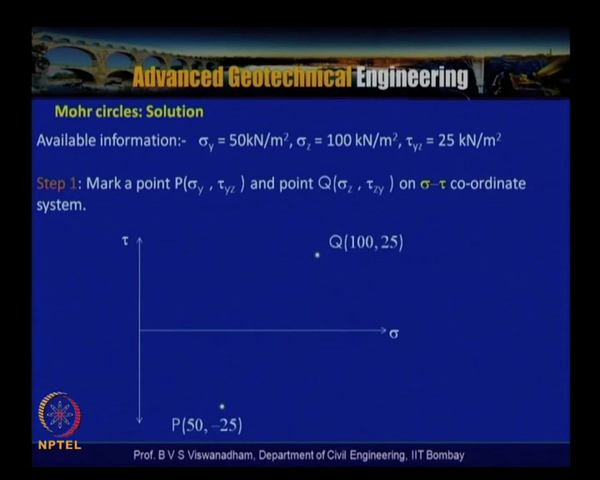 Advanced Geotechnical Engineering
Mohr circles: Solution
Available information:- σy = 50kN/m², σz = 100 kN/m², τyz = 25 kN/m²
Step 1: Mark a point P(σy , τyz ) and point Q(σz , τzy ) on σ–τ co-ordinate
system.
τ
Q(100, 25)
σ
P(50, –25)
NPTEL
Prof. B V S Viswanadham, Department of Civil Engineering, IIT Bombay